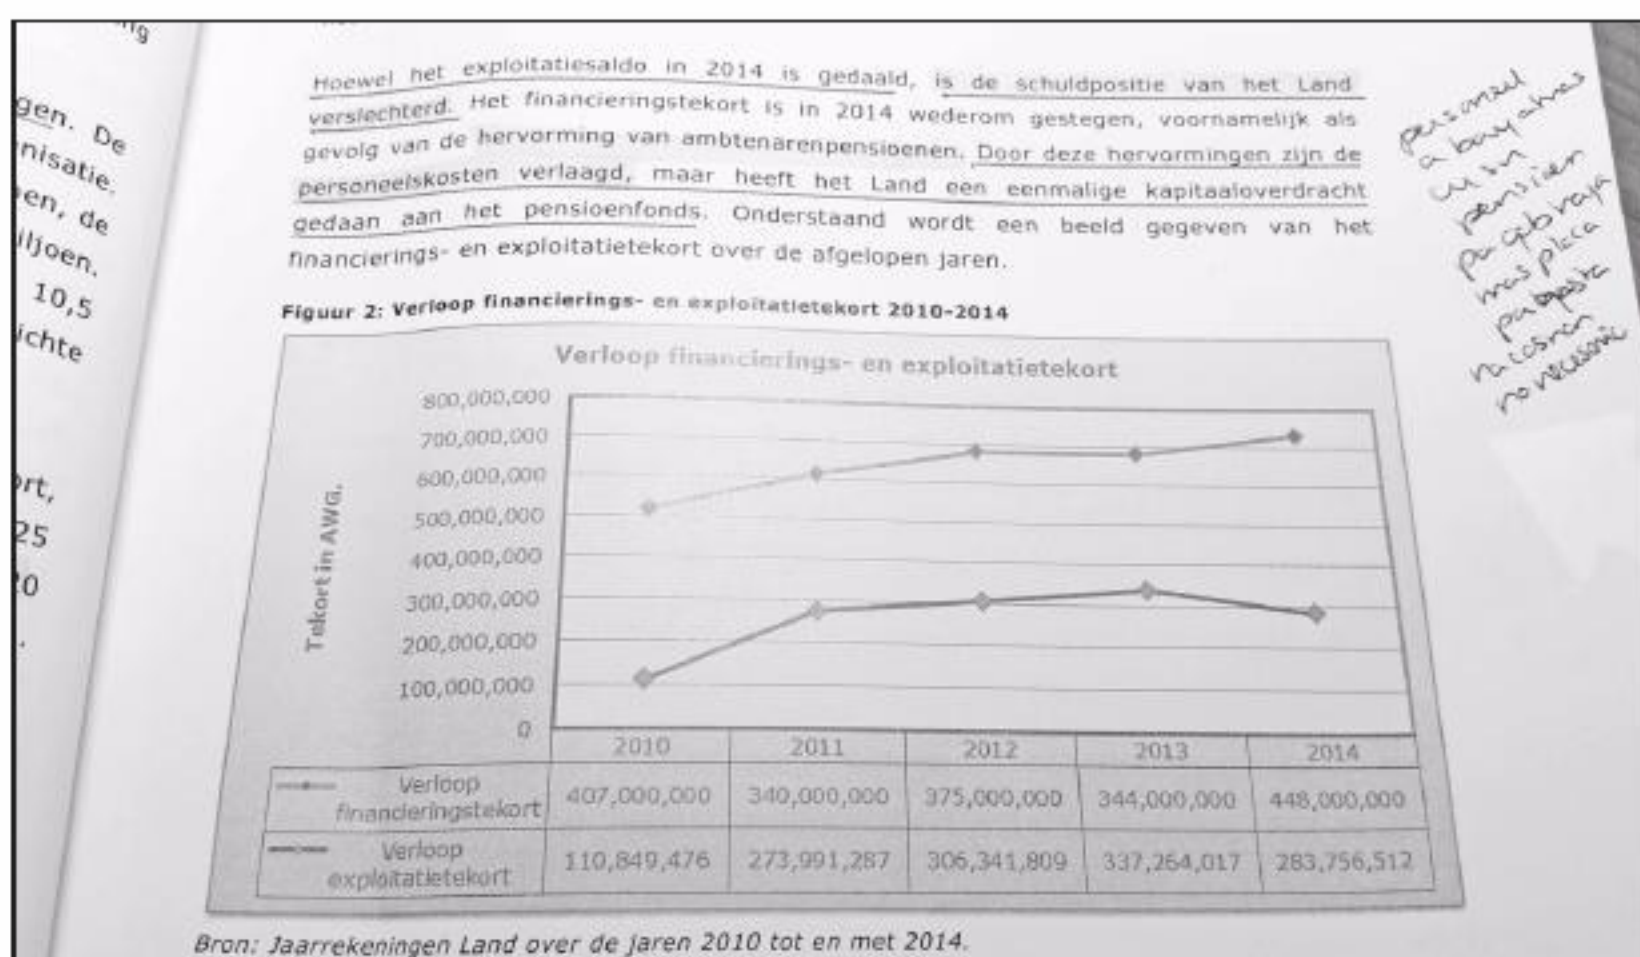 ng
gen. De
nisatie.
en, de
iljoen.
10,5
ichte
ort,
25
20
.
Hoewel het exploitatiesaldo in 2014 is gedaald, is de schuldpositie van het Land
verslechterd. Het financieringstekort is in 2014 wederom gestegen, voornamelijk als
gevolg van de hervorming van ambtenarenpensioenen. Door deze hervormingen zijn de
personeelskosten verlaagd, maar heeft het Land een eenmalige kapitaaloverdracht
gedaan aan het pensioenfonds. Onderstaand wordt een beeld gegeven van het
financierings- en exploitatietekort over de afgelopen jaren.
Figuur 2: Verloop financierings- en exploitatietekort 2010-2014
Verloop financierings- en exploitatietekort
Tekort in AWG.
800,000,000
700,000,000
600,000,000
500,000,000
400,000,000
300,000,000
200,000,000
100,000,000
0
2010 2011 2012 2013 2014
Verloop
financieringstekort 407,000,000 340,000,000 375,000,000 344,000,000 448,000,000
Verloop
exploitatietekort 110,849,476 273,991,287 306,341,809 337,264,017 283,756,512
Bron: Jaarrekeningen Land over de jaren 2010 tot en met 2014.
personeel
a
pensioen
mas placa